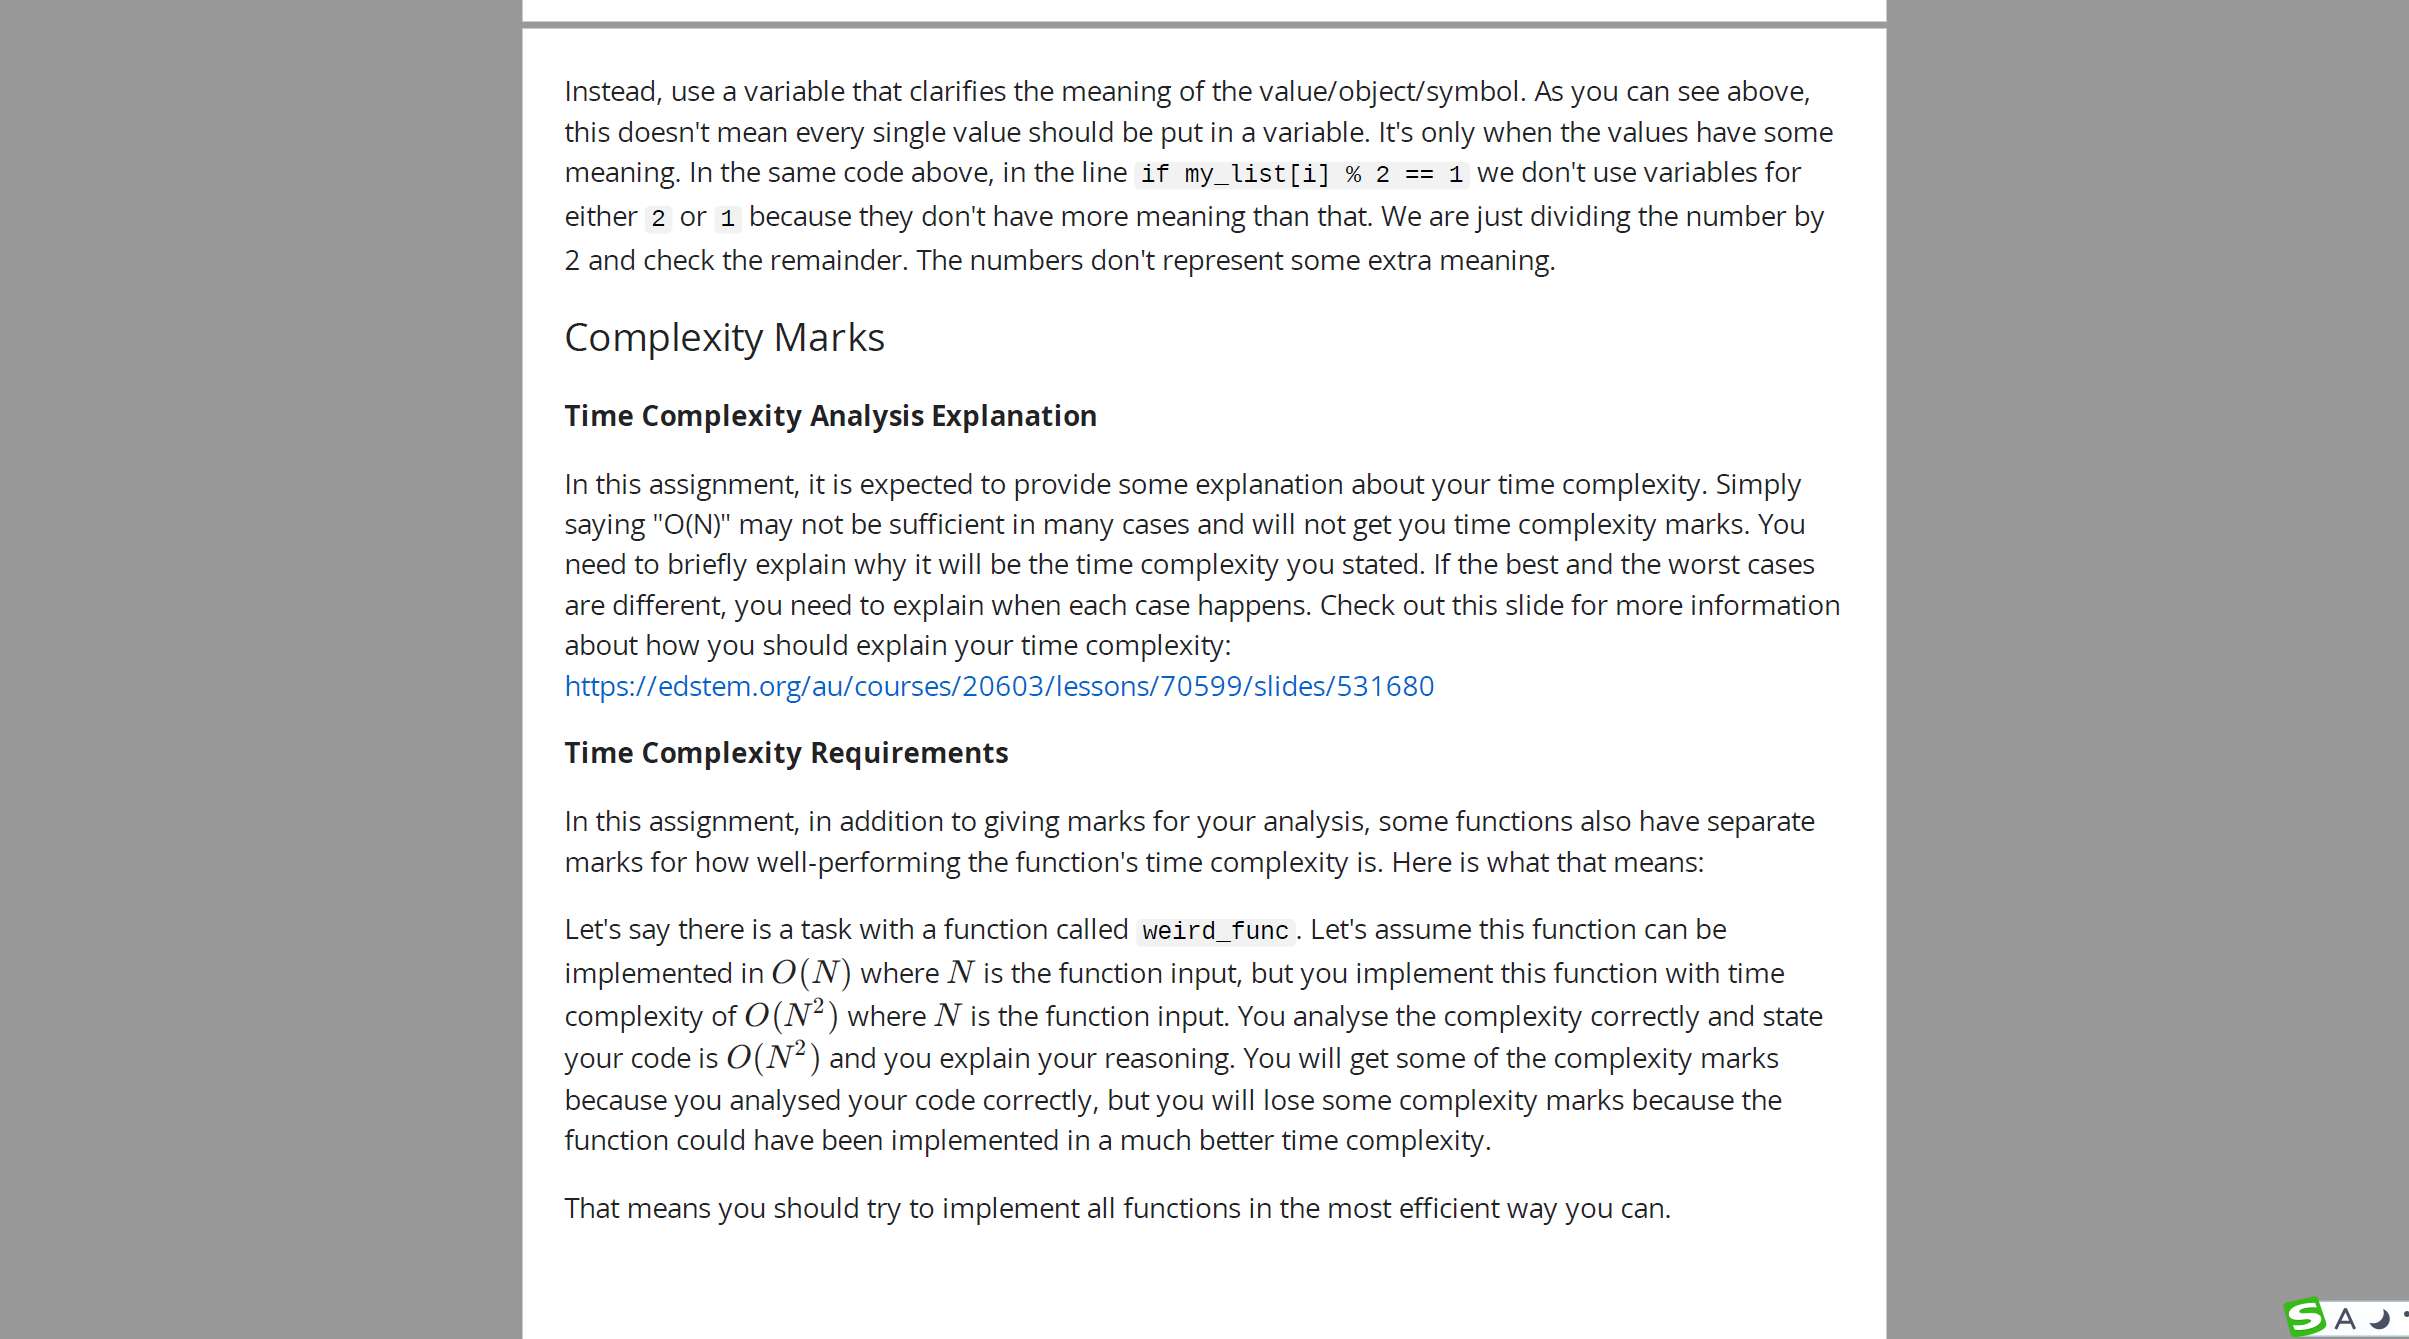 Instead, use a variable that clarifies the meaning of the value/object/symbol. As you can see above,
this doesn't mean every single value should be put in a variable. It's only when the values have some
meaning. In the same code above, in the line if my_list[i] % 2 == 1 we don't use variables for
either 2 or 1 because they don't have more meaning than that. We are just dividing the number by
2 and check the remainder. The numbers don't represent some extra meaning.
Complexity Marks
Time Complexity Analysis Explanation
In this assignment, it is expected to provide some explanation about your time complexity. Simply
saying "O(N)" may not be sufficient in many cases and will not get you time complexity marks. You
need to briefly explain why it will be the time complexity you stated. If the best and the worst cases
are different, you need to explain when each case happens. Check out this slide for more information
about how you should explain your time complexity:
https://edstem.org/au/courses/20603/lessons/70599/slides/531680
Time Complexity Requirements
In this assignment, in addition to giving marks for your analysis, some functions also have separate
marks for how well-performing the function's time complexity is. Here is what that means:
Let's say there is a task with a function called weird_func. Let's assume this function can be
implemented in O(N) where N is the function input, but you implement this function with time
complexity of O(N²) where N is the function input. You analyse the complexity correctly and state
your code is O(N²) and you explain your reasoning. You will get some of the complexity marks
because you analysed your code correctly, but you will lose some complexity marks because the
function could have been implemented in a much better time complexity.
That means you should try to implement all functions in the most efficient way you can.
S A